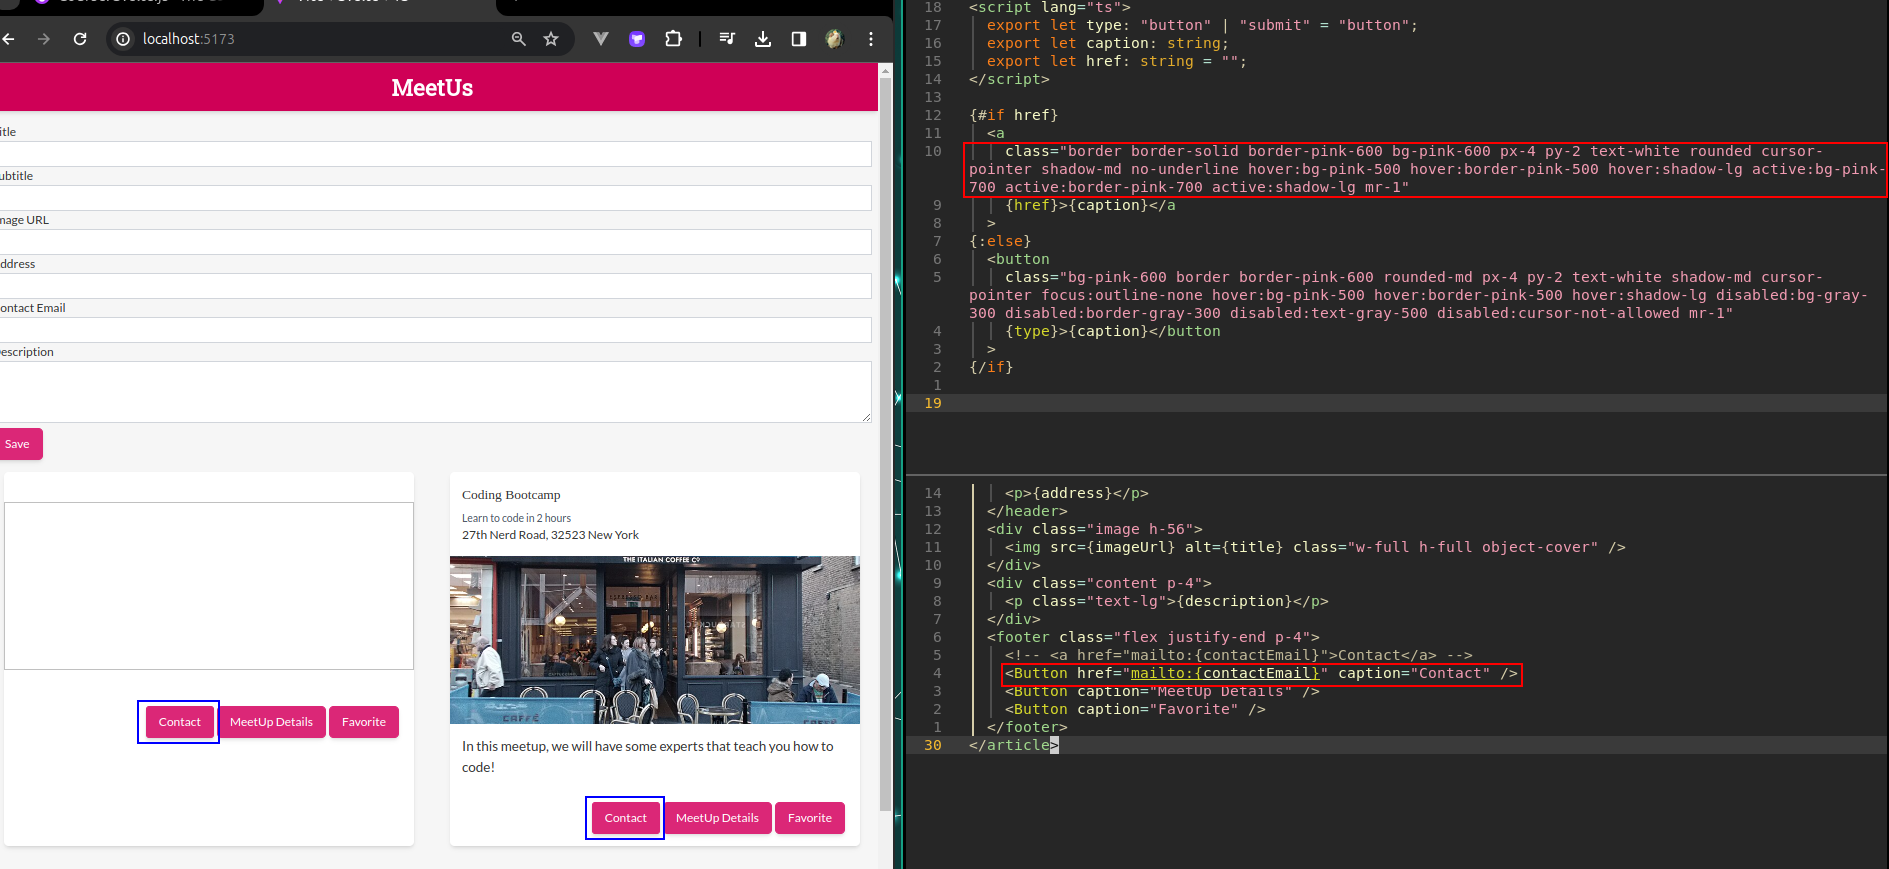 localhost:5173
MeetUs
itle
ubtitle
mage URL
ddress
ontact Email
escription
Save
Contact
MeetUp Details
Favorite
Coding Bootcamp
Learn to code in 2 hours
27th Nerd Road, 32523 New York
THE ITALIAN COFFEE CO
In this meetup, we will have some experts that teach you how to
code!
Contact
MeetUp Details
Favorite
18 <script lang="ts">
17 export let type: "button" | "submit" = "button";
16 export let caption: string;
15 export let href: string = "";
14 </script>
13
12 {#if href}
11 <a
10 class="border border-solid border-pink-600 bg-pink-600 px-4 py-2 text-white rounded cursor-
pointer shadow-md no-underline hover:bg-pink-500 hover:border-pink-500 hover:shadow-lg active:bg-pink-
700 active:border-pink-700 active:shadow-lg mr-1"
9 {href}>{caption}</a
8 >
7 {:else}
6 <button
5 class="bg-pink-600 border border-pink-600 rounded-md px-4 py-2 text-white shadow-md cursor-
pointer focus:outline-none hover:bg-pink-500 hover:border-pink-500 hover:shadow-lg disabled:bg-gray-
300 disabled:border-gray-300 disabled:text-gray-500 disabled:cursor-not-allowed mr-1"
4 {type}>{caption}</button
3 >
2 {/if}
1
19
14 <p>{address}</p>
13 </header>
12 <div class="image h-56">
11 <img src={imageUrl} alt={title} class="w-full h-full object-cover" />
10 </div>
9 <div class="content p-4">
8 <p class="text-lg">{description}</p>
7 </div>
6 <footer class="flex justify-end p-4">
5 <!-- <a href="mailto:{contactEmail}">Contact</a> -->
4 <Button href="mailto:{contactEmail}" caption="Contact" />
3 <Button caption="MeetUp Details" />
2 <Button caption="Favorite" />
1 </footer>
30 </article>